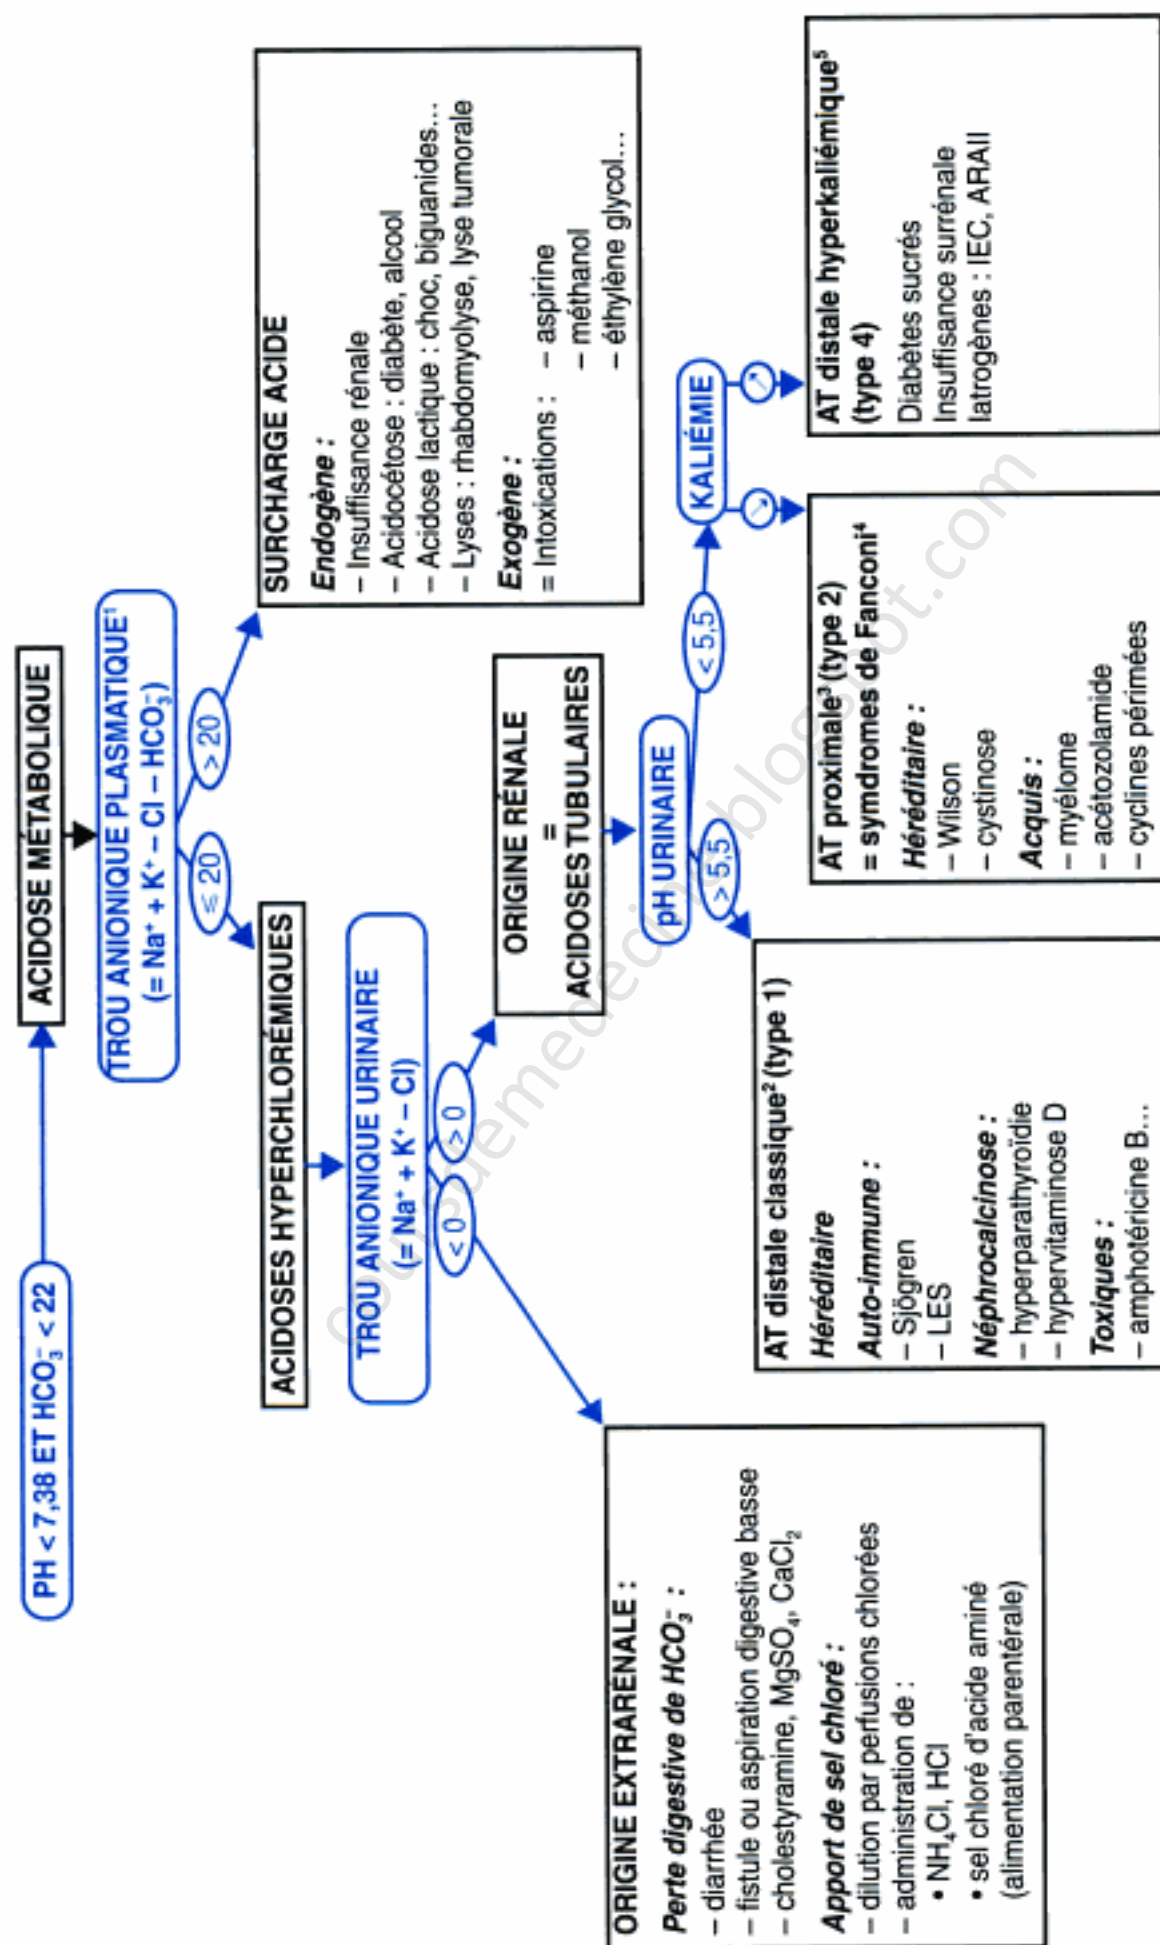 PH < 7,38 ET HCO₃⁻ < 22
ACIDOSE MÉTABOLIQUE
TROU ANIONIQUE PLASMATIQUE¹
(= Na⁺ + K⁺ – Cl – HCO₃⁻)
≤ 20
> 20
SURCHARGE ACIDE
Endogène :
– Insuffisance rénale
– Acidocétose : diabète, alcool
– Acidose lactique : choc, biguanides…
– Lyses : rhabdomyolyse, lyse tumorale
Exogène :
= Intoxications : – aspirine
– méthanol
– éthylène glycol…
ACIDOSES HYPERCHLORÉMIQUES
TROU ANIONIQUE URINAIRE
(= Na⁺ + K⁺ – Cl)
< 0
> 0
ORIGINE RÉNALE
=
ACIDOSES TUBULAIRES
pH URINAIRE
> 5,5
< 5,5
KALIÉMIE
↘
↗
ORIGINE EXTRARÉNALE :
Perte digestive de HCO₃⁻ :
– diarrhée
– fistule ou aspiration digestive basse
– cholestyramine, MgSO₄, CaCl₂
Apport de sel chloré :
– dilution par perfusions chlorées
– administration de :
• NH₄Cl, HCl
• sel chloré d'acide aminé
(alimentation parentérale)
AT distale classique² (type 1)
Héréditaire
Auto-immune :
– Sjögren
– LES
Néphrocalcinose :
– hyperparathyroïdie
– hypervitaminose D
Toxiques :
– amphotéricine B…
AT proximale³ (type 2)
= symdromes de Fanconi⁴
Héréditaire :
– Wilson
– cystinose
Acquis :
– myélome
– acétozolamide
– cyclines périmées
AT distale hyperkaliémique⁵
(type 4)
Diabètes sucrés
Insuffisance surrénale
Iatrogènes : IEC, ARAII
coursdemedecine.blogspot.com